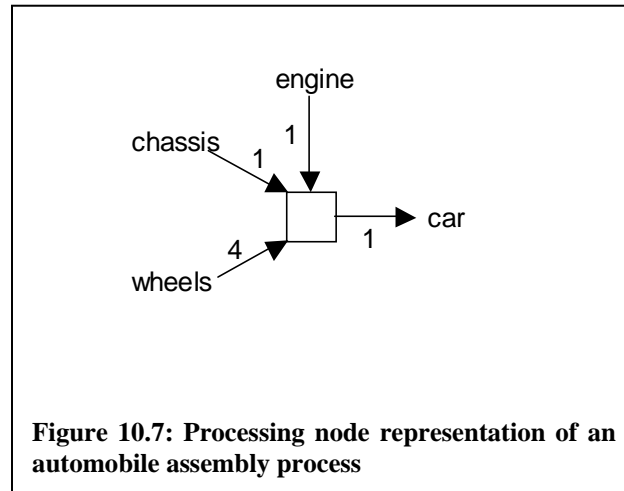 engine
1
chassis
1
1
car
4
wheels
Figure 10.7: Processing node representation of an
automobile assembly process